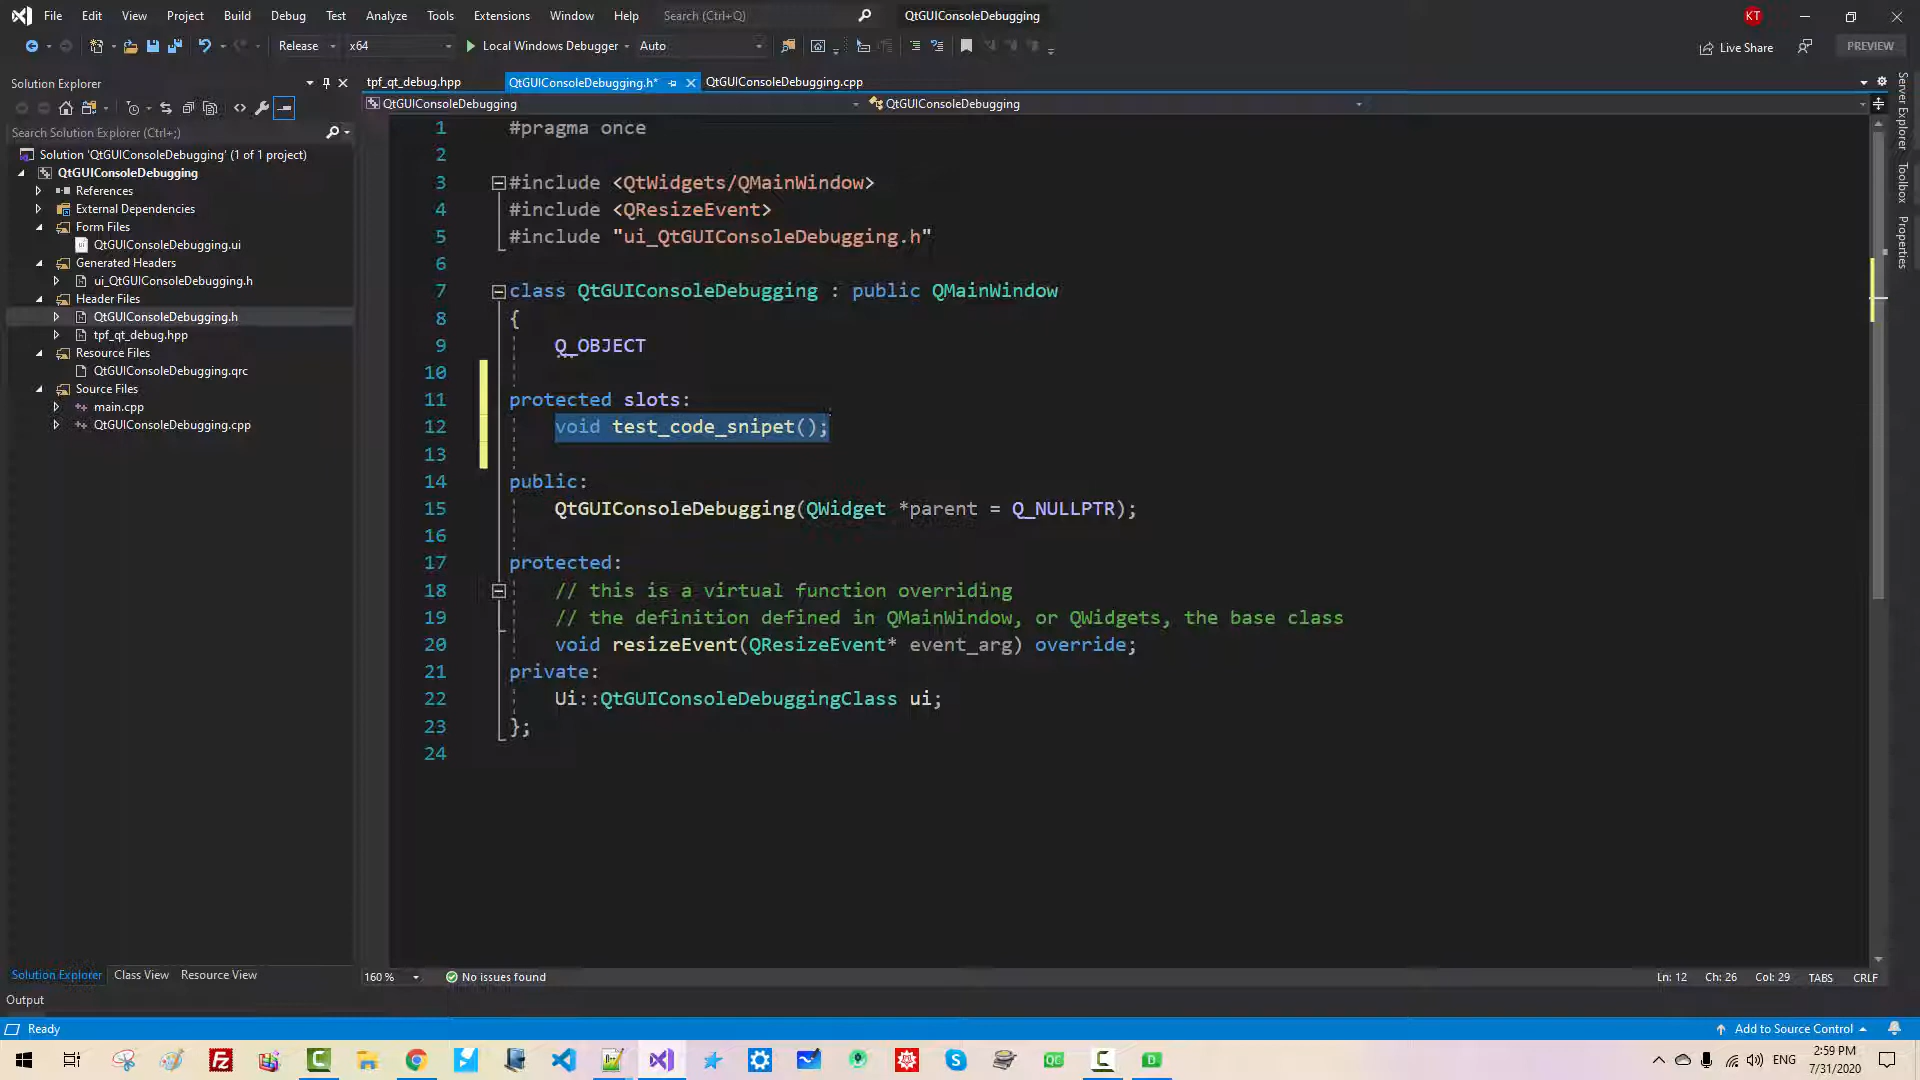 File Edit View Project Build Debug Test Analyze Tools Extensions Window Help Search (Ctrl+Q) QtGUIConsoleDebugging KT
Release x64 Local Windows Debugger Auto Live Share PREVIEW
Solution Explorer
tpf_qt_debug.hpp QtGUIConsoleDebugging.h* QtGUIConsoleDebugging.cpp
QtGUIConsoleDebugging QtGUIConsoleDebugging
Search Solution Explorer (Ctrl+;)
Solution 'QtGUIConsoleDebugging' (1 of 1 project)
QtGUIConsoleDebugging
References
External Dependencies
Form Files
QtGUIConsoleDebugging.ui
Generated Headers
ui_QtGUIConsoleDebugging.h
Header Files
QtGUIConsoleDebugging.h
tpf_qt_debug.hpp
Resource Files
QtGUIConsoleDebugging.qrc
Source Files
main.cpp
QtGUIConsoleDebugging.cpp
1 #pragma once
2
3 #include <QtWidgets/QMainWindow>
4 #include <QResizeEvent>
5 #include "ui_QtGUIConsoleDebugging.h"
6
7 class QtGUIConsoleDebugging : public QMainWindow
8 {
9 Q_OBJECT
10
11 protected slots:
12 void test_code_snipet();
13
14 public:
15 QtGUIConsoleDebugging(QWidget *parent = Q_NULLPTR);
16
17 protected:
18 // this is a virtual function overriding
19 // the definition defined in QMainWindow, or QWidgets, the base class
20 void resizeEvent(QResizeEvent* event_arg) override;
21 private:
22 Ui::QtGUIConsoleDebuggingClass ui;
23 };
24
Server Explorer
Toolbox
Properties
Solution Explorer Class View Resource View
160 % No issues found Ln: 12 Ch: 26 Col: 29 TABS CRLF
Output
Ready Add to Source Control
ENG 2:59 PM
7/31/2020